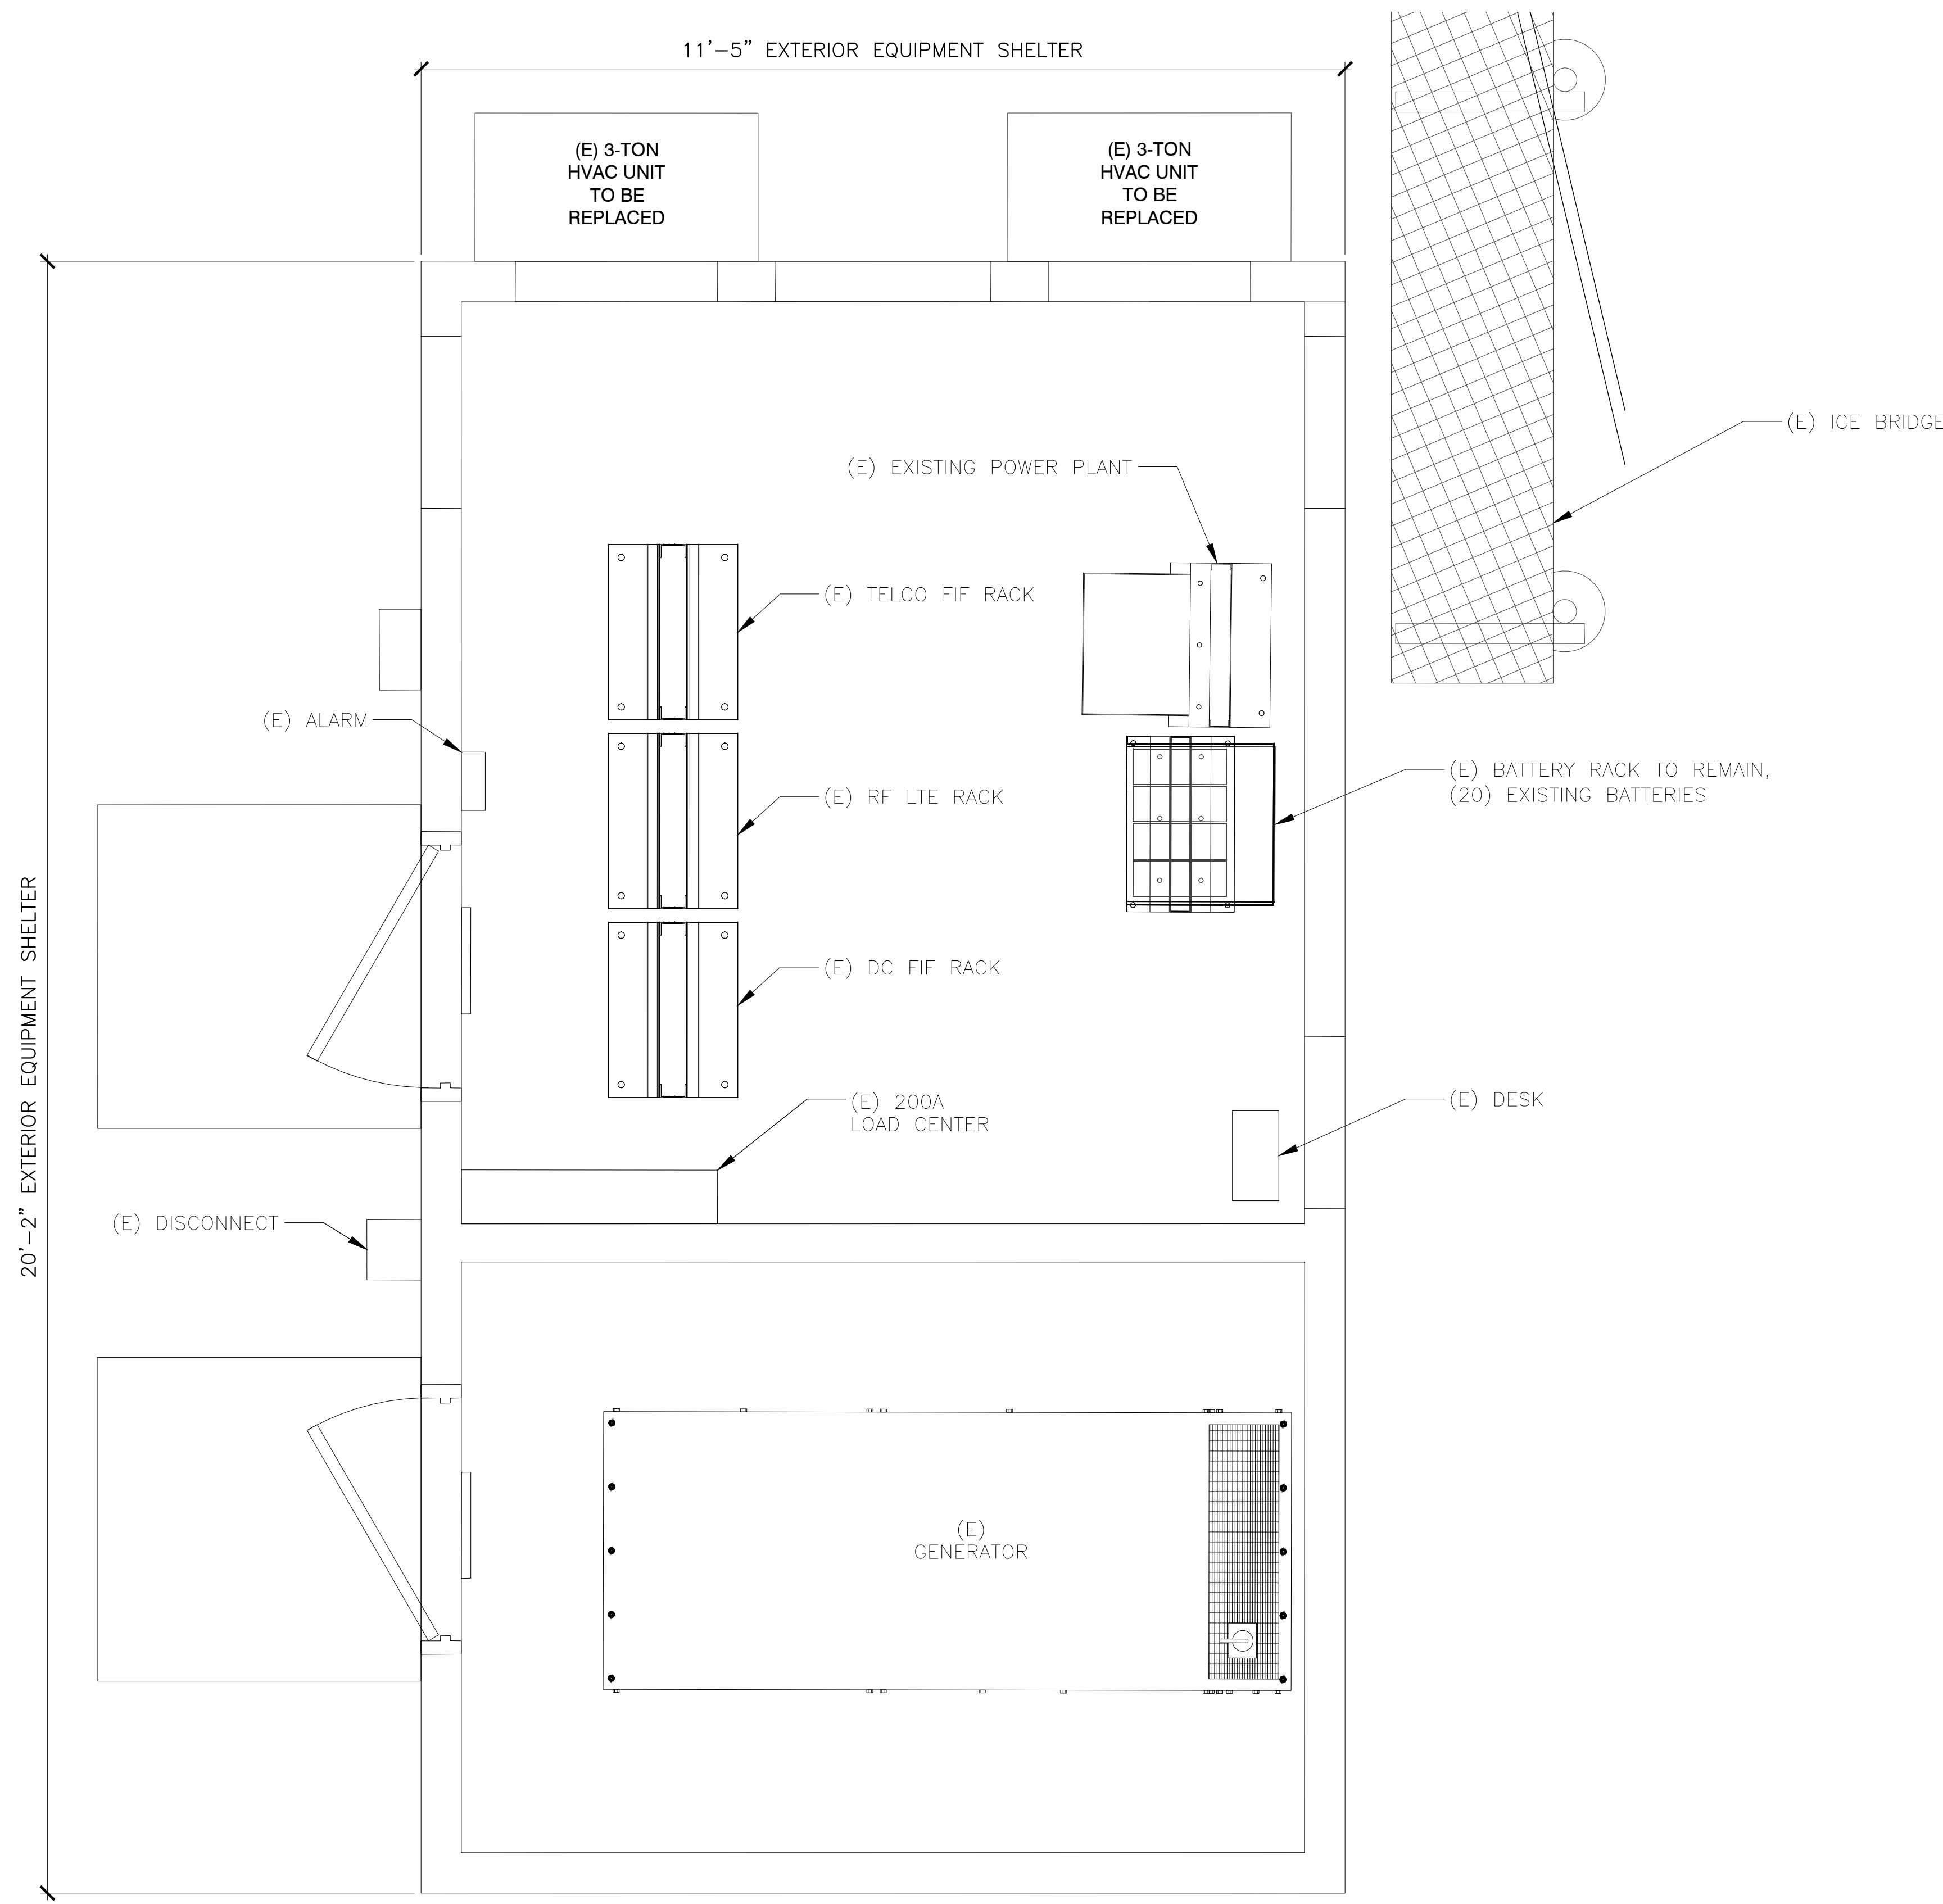 11'-5" EXTERIOR EQUIPMENT SHELTER
(E) 3-TON
HVAC UNIT
TO BE
REPLACED
(E) 3-TON
HVAC UNIT
TO BE
REPLACED
(E) ICE BRIDGE
(E) EXISTING POWER PLANT
(E) TELCO FIF RACK
(E) ALARM
(E) BATTERY RACK TO REMAIN,
(20) EXISTING BATTERIES
(E) RF LTE RACK
20'-2" EXTERIOR EQUIPMENT SHELTER
(E) DC FIF RACK
(E) 200A
LOAD CENTER
(E) DESK
(E) DISCONNECT
(E)
GENERATOR